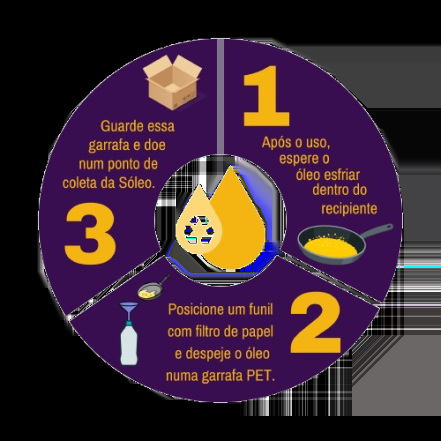 1
Após o uso,
espere o
óleo esfriar
dentro do
recipiente
2
Posicione um funil
com filtro de papel
e despeje o óleo
numa garrafa PET.
3
Guarde essa
garrafa e doe
num ponto de
coleta da Sóleo.